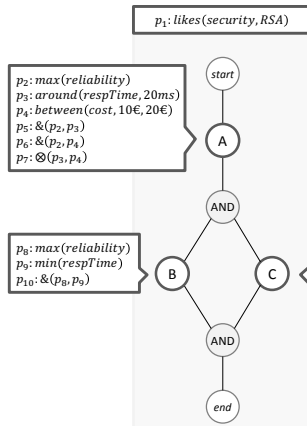 p₁: likes(security, RSA)
start
p₂: max(reliability)
p₃: around(respTime, 20ms)
p₄: between(cost, 10€, 20€)
p₅: &(p₂, p₃)
p₆: &(p₂, p₄)
p₇: ⊗(p₃, p₄)
A
AND
p₈: max(reliability)
p₉: min(respTime)
p₁₀: &(p₈, p₉)
B
C
AND
end